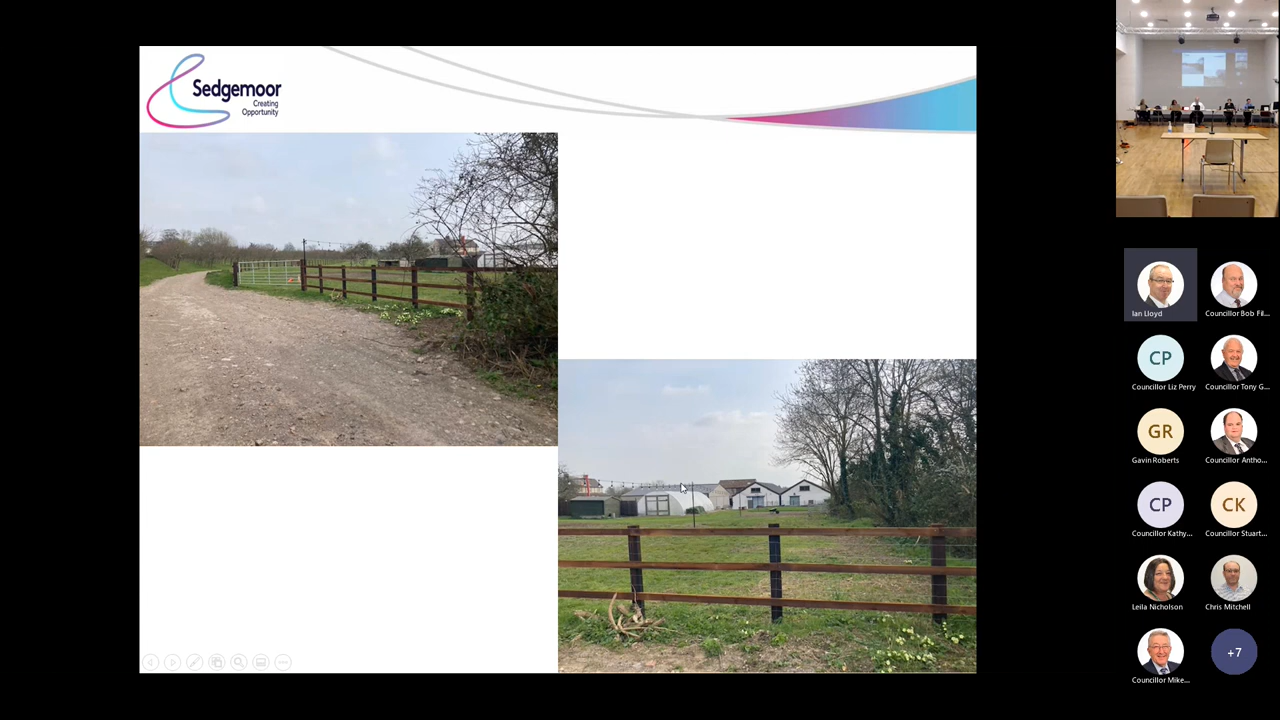 Sedgemoor
Creating
Opportunity
Ian Lloyd
Councillor Bob Fil...
CP
Councillor Liz Perry
Councillor Tony G...
GR
Gavin Roberts
Councillor Antho...
CP
Councillor Kathy...
CK
Councillor Stuart...
Leila Nicholson
Chris Mitchell
Councillor Mike...
+7